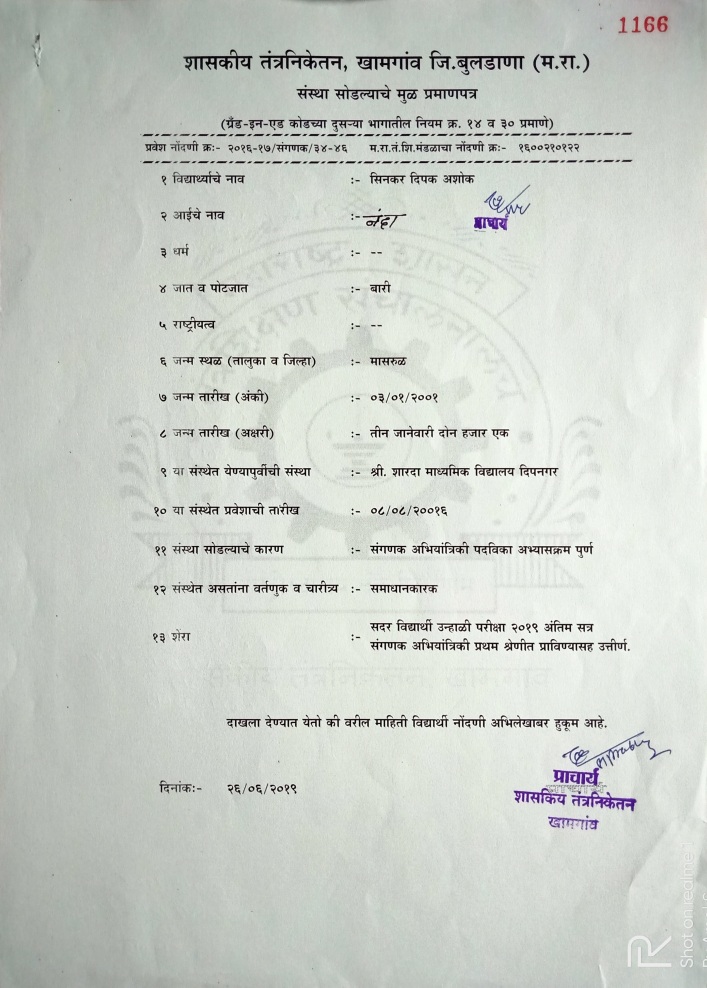 1166
शासकीय तंत्रनिकेतन, खामगांव जि.बुलडाणा (म.रा.)
संस्था सोडल्याचे मुळ प्रमाणपत्र
(ग्रँड-इन-एड कोडच्या दुसऱ्या भागातील नियम क्र. १४ व ३० प्रमाणे)
प्रवेश नोंदणी क्रः- २०१६-१७/संगणक/३४-४६ म.रा.तं.शि.मंडळाचा नोंदणी क्रः- १६००२१०१२२
१ विद्यार्थ्याचे नाव :- सिनकर दिपक अशोक
२ आईचे नाव :- नंदा
प्राचार्य
३ धर्म :- --
४ जात व पोटजात :- बारी
५ राष्ट्रीयत्व :- --
६ जन्म स्थळ (तालुका व जिल्हा) :- मासरुळ
७ जन्म तारीख (अंकी) :- ०३/०१/२००१
८ जन्म तारीख (अक्षरी) :- तीन जानेवारी दोन हजार एक
९ या संस्थेत येण्यापुर्वीची संस्था :- श्री. शारदा माध्यमिक विद्यालय दिपनगर
१० या संस्थेत प्रवेशाची तारीख :- ०८/०८/२००१६
११ संस्था सोडल्याचे कारण :- संगणक अभियांत्रिकी पदविका अभ्यासक्रम पुर्ण
१२ संस्थेत असतांना वर्तणुक व चारीत्र्य :- समाधानकारक
१३ शेरा :- सदर विद्यार्थी उन्हाळी परीक्षा २०१९ अंतिम सत्र
संगणक अभियांत्रिकी प्रथम श्रेणीत प्राविण्यासह उत्तीर्ण.
दाखला देण्यात येतो की वरील माहिती विद्यार्थी नोंदणी अभिलेखाबर हुकूम आहे.
दिनांकः- २६/०६/२०१९
प्राचार्य
शासकिय तंत्रनिकेतन
खामगांव
Shot on realme